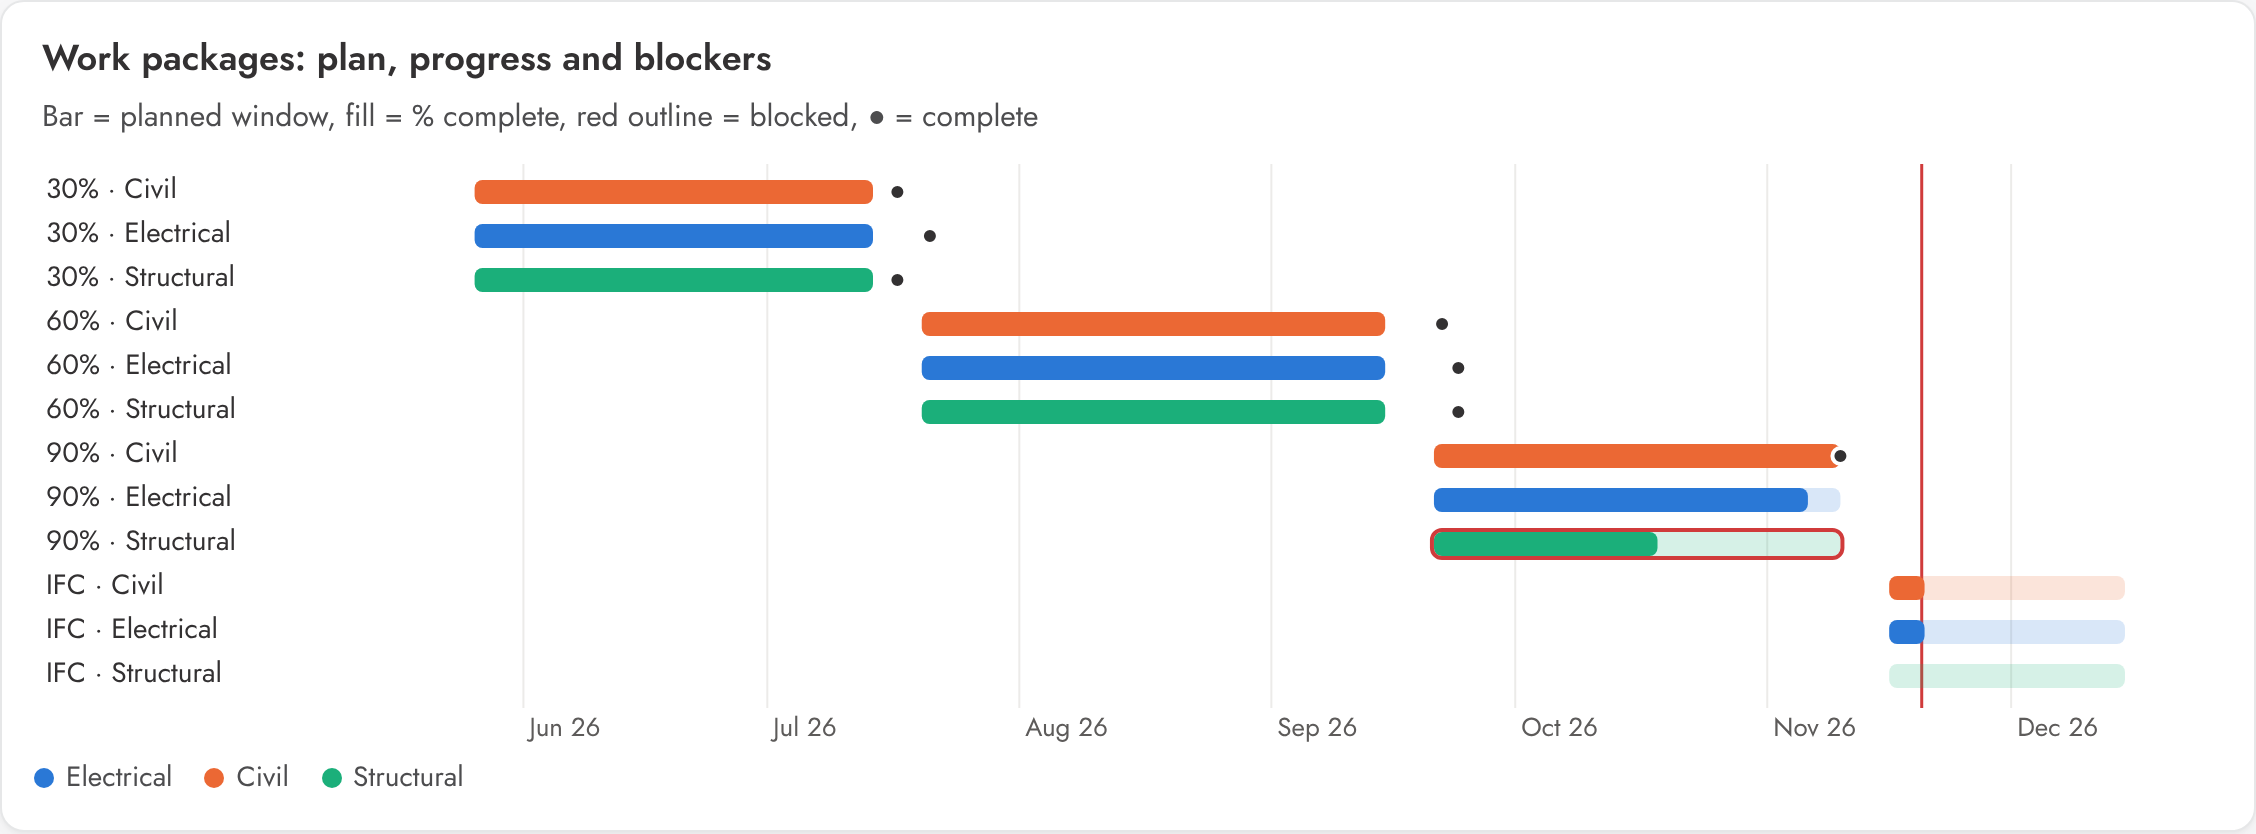 Work packages: plan, progress and blockers
Bar = planned window, fill = % complete, red outline = blocked, ● = complete
30% · Civil
30% · Electrical
30% · Structural
60% · Civil
60% · Electrical
60% · Structural
90% · Civil
90% · Electrical
90% · Structural
IFC · Civil
IFC · Electrical
IFC · Structural
Jun 26 Jul 26 Aug 26 Sep 26 Oct 26 Nov 26 Dec 26
Electrical Civil Structural